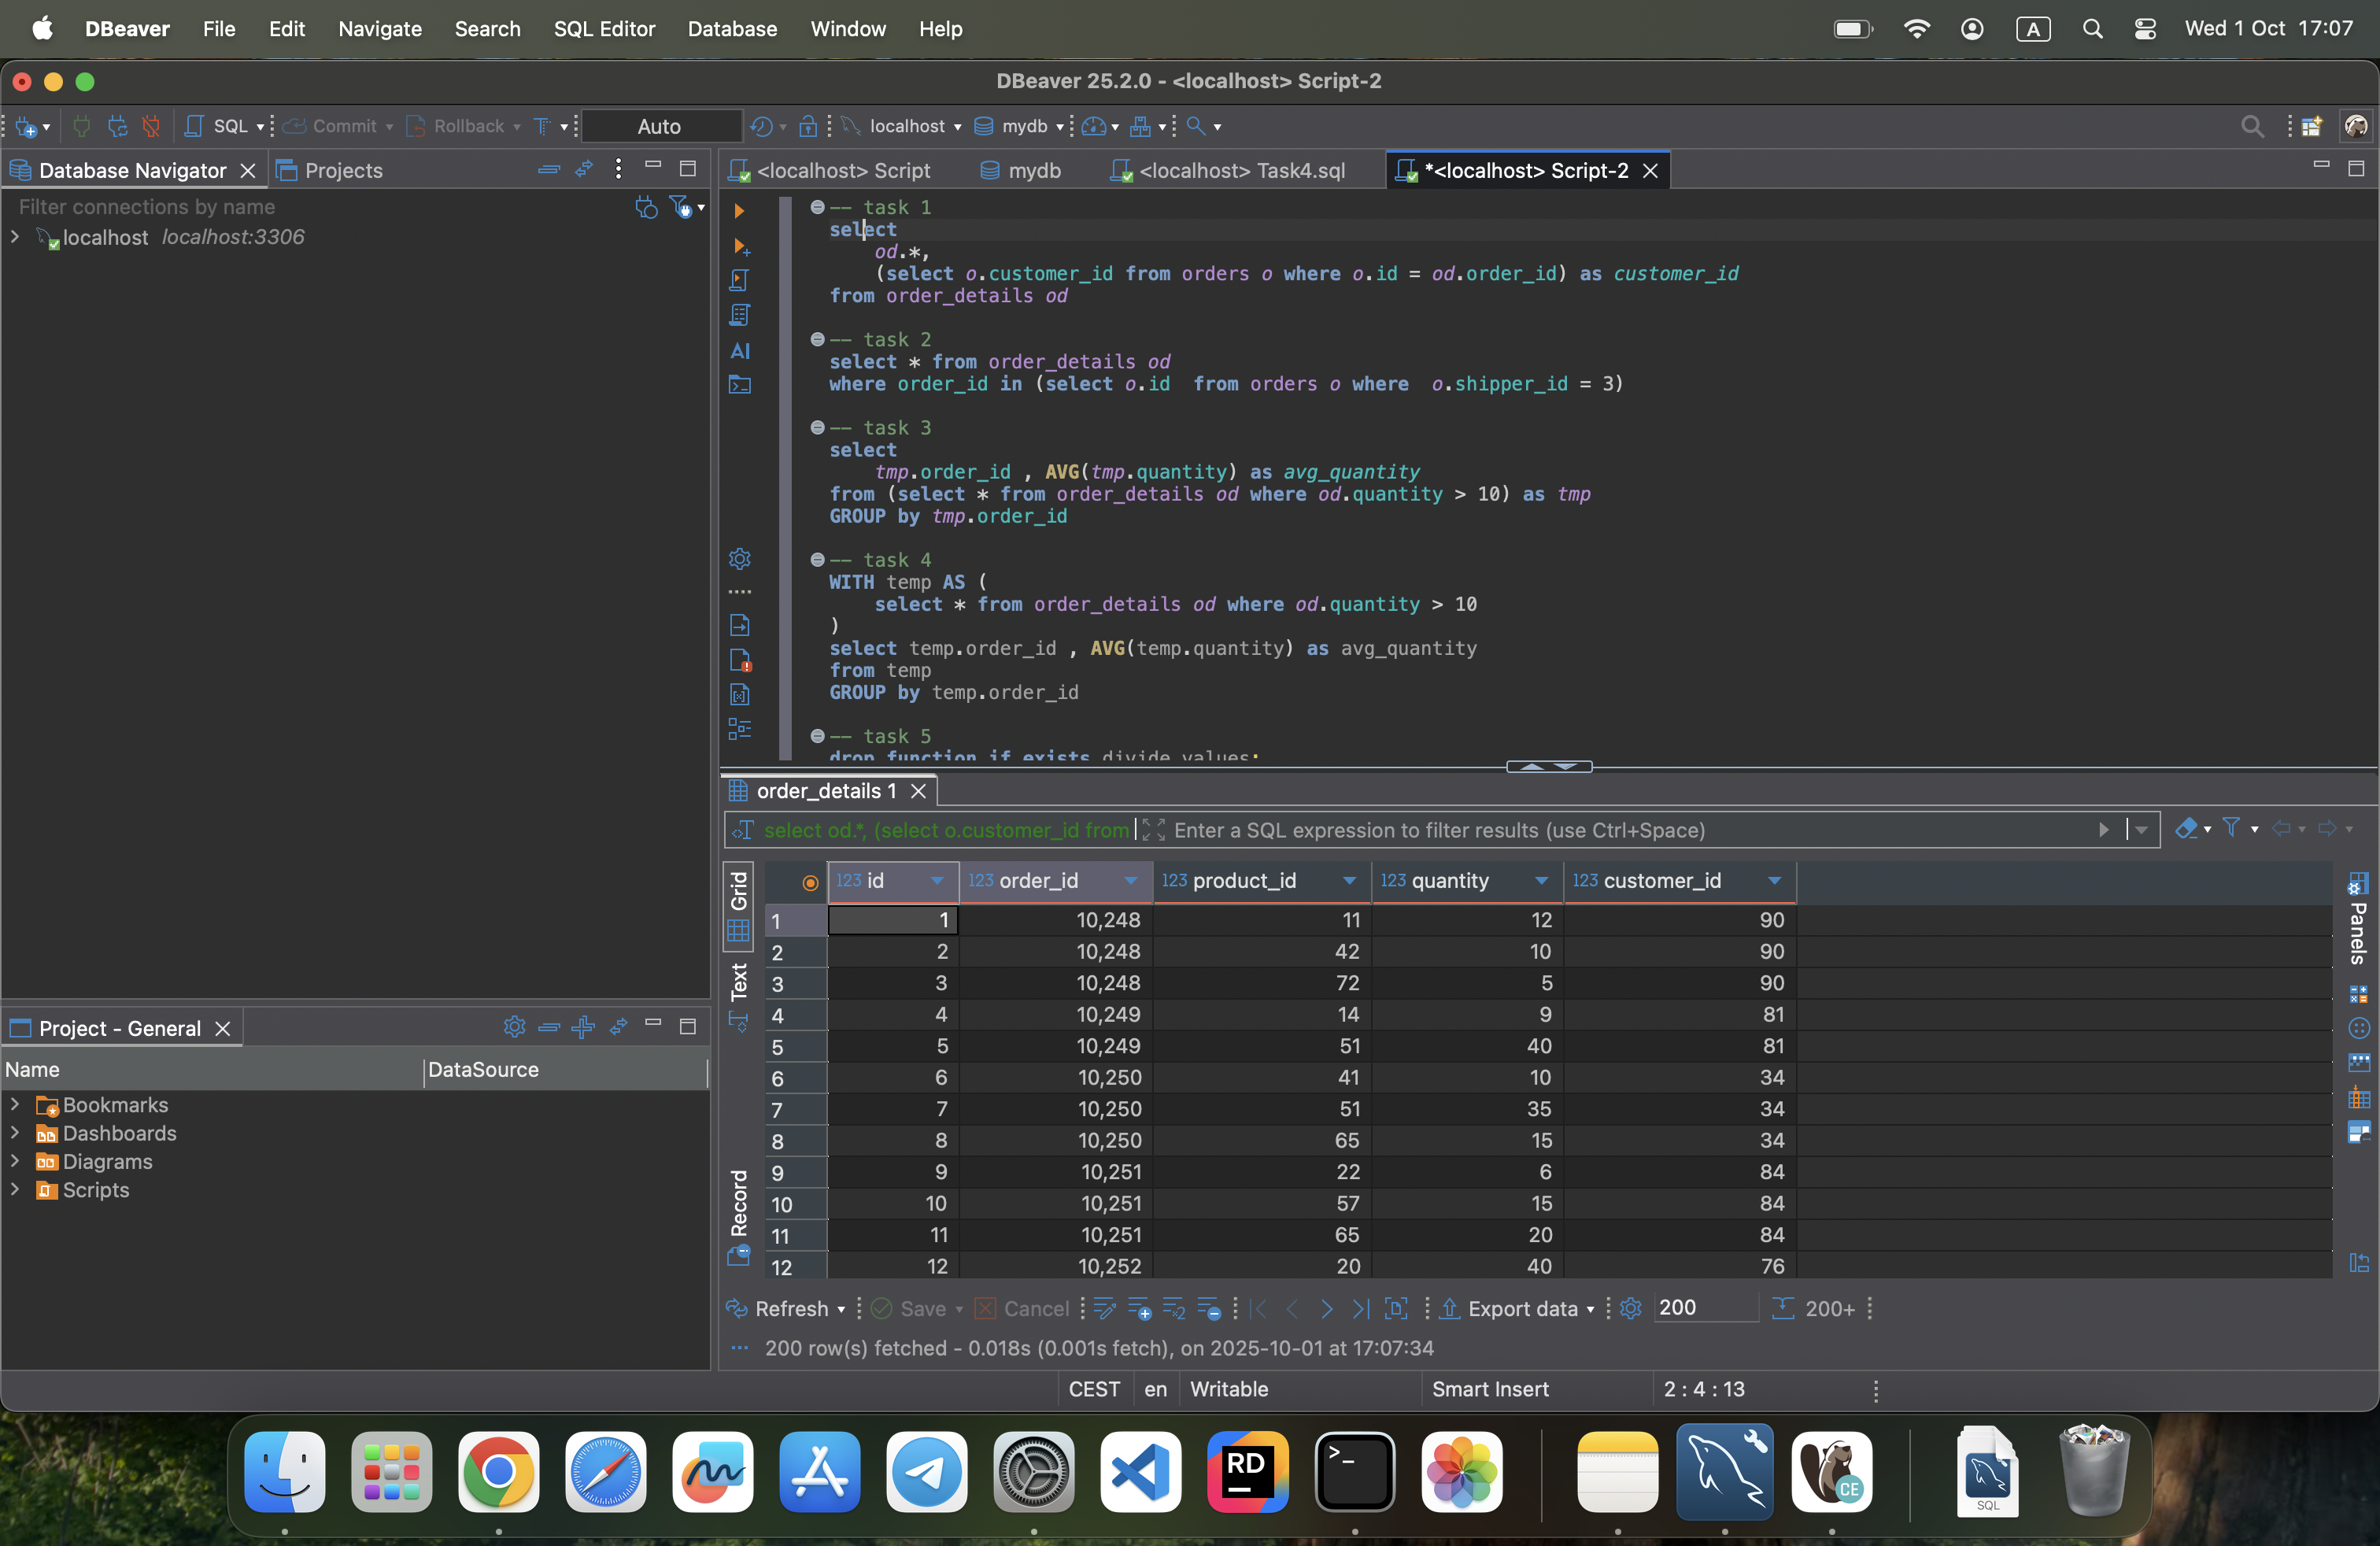 DBeaver File Edit Navigate Search SQL Editor Database Window Help A Wed 1 Oct 17:07
DBeaver 25.2.0 - <localhost> Script-2
SQL Commit Rollback Auto localhost mydb
Database Navigator Projects
<localhost> Script mydb <localhost> Task4.sql *<localhost> Script-2
Filter connections by name
localhost localhost:3306
-- task 1
select
od.*,
(select o.customer_id from orders o where o.id = od.order_id) as customer_id
from order_details od
-- task 2
select * from order_details od
where order_id in (select o.id  from orders o where  o.shipper_id = 3)
-- task 3
select
tmp.order_id , AVG(tmp.quantity) as avg_quantity
from (select * from order_details od where od.quantity > 10) as tmp
GROUP by tmp.order_id
-- task 4
WITH temp AS (
select * from order_details od where od.quantity > 10
)
select temp.order_id , AVG(temp.quantity) as avg_quantity
from temp
GROUP by temp.order_id
-- task 5
drop function if exists divide_values;
AI
order_details 1
select od.*, (select o.customer_id from Enter a SQL expression to filter results (use Ctrl+Space)
Grid
Text
Record
Panels
123 id 123 order_id 123 product_id 123 quantity 123 customer_id
1 1 10,248 11 12 90
2 2 10,248 42 10 90
3 3 10,248 72 5 90
4 4 10,249 14 9 81
5 5 10,249 51 40 81
6 6 10,250 41 10 34
7 7 10,250 51 35 34
8 8 10,250 65 15 34
9 9 10,251 22 6 84
10 10 10,251 57 15 84
11 11 10,251 65 20 84
12 12 10,252 20 40 76
Refresh Save Cancel Export data 200 200+
200 row(s) fetched - 0.018s (0.001s fetch), on 2025-10-01 at 17:07:34
Project - General
Name DataSource
Bookmarks
Dashboards
Diagrams
Scripts
CEST en Writable Smart Insert 2 : 4 : 13
RD
>_
CE
SQL